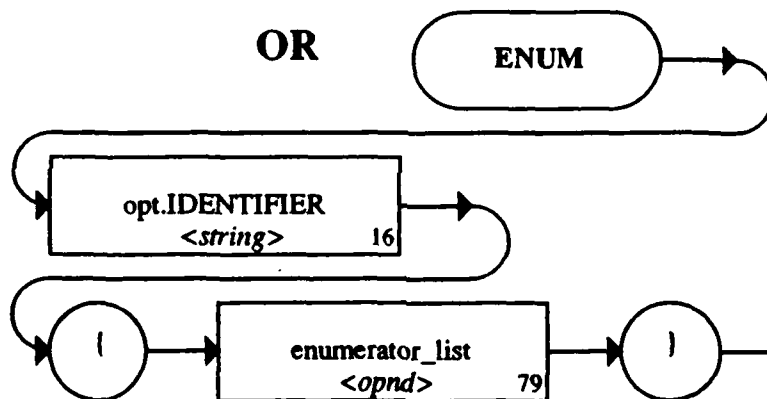 OR
ENUM
opt.IDENTIFIER
<string> 16
( enumerator_list )
<opnd> 79